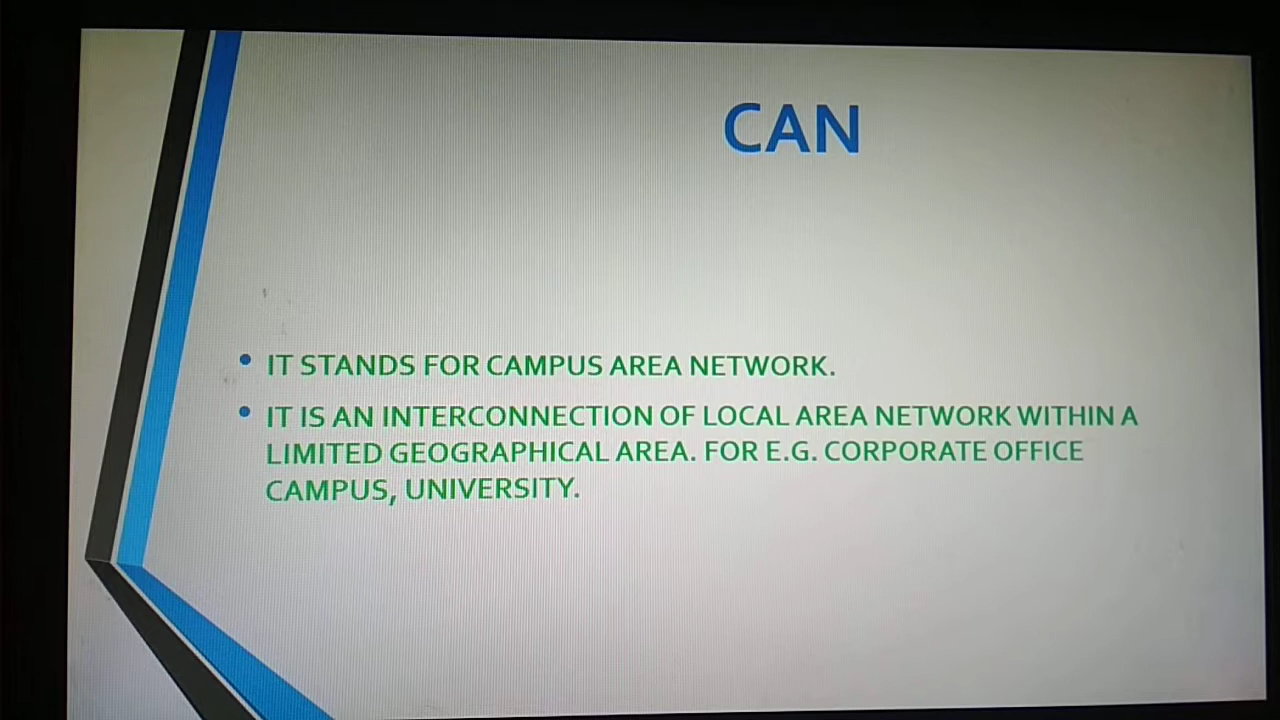 CAN
• IT STANDS FOR CAMPUS AREA NETWORK.
• IT IS AN INTERCONNECTION OF LOCAL AREA NETWORK WITHIN A
LIMITED GEOGRAPHICAL AREA. FOR E.G. CORPORATE OFFICE
CAMPUS, UNIVERSITY.